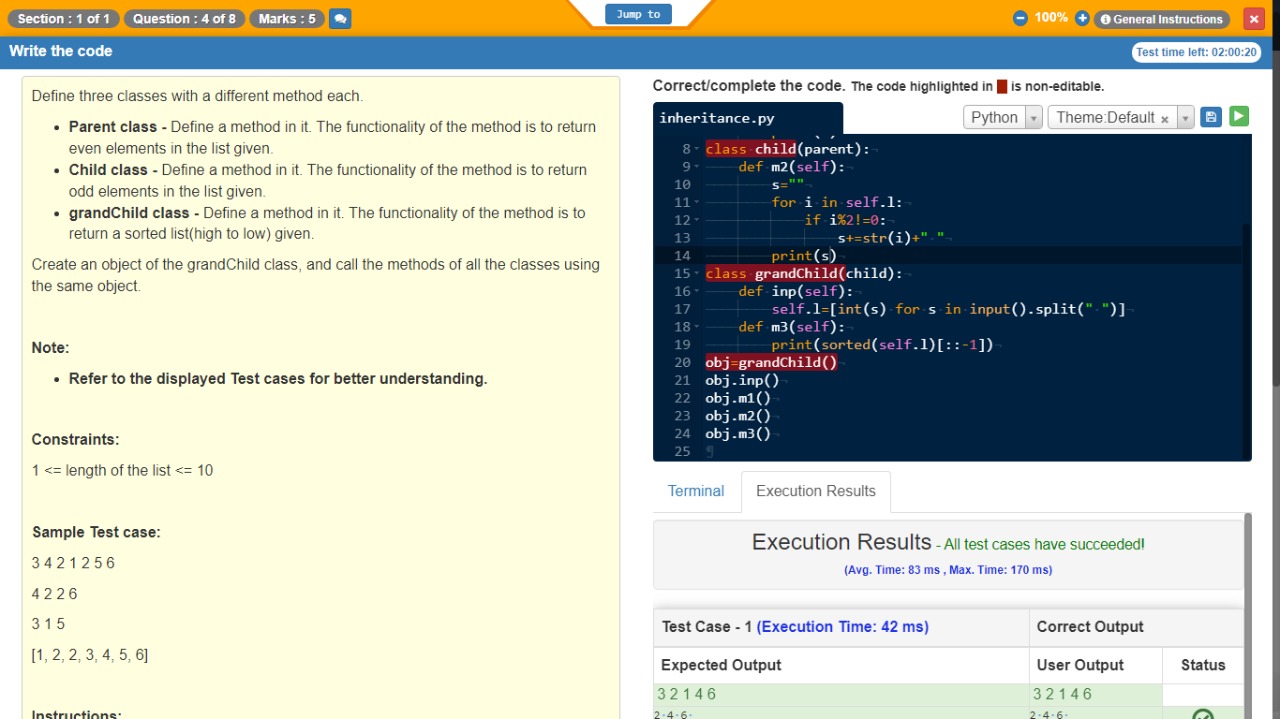 Section : 1 of 1 Question : 4 of 8 Marks : 5 Jump to 100% General Instructions
Write the code Test time left: 02:00:20
Define three classes with a different method each.
• Parent class - Define a method in it. The functionality of the method is to return
even elements in the list given.
• Child class - Define a method in it. The functionality of the method is to return
odd elements in the list given.
• grandChild class - Define a method in it. The functionality of the method is to
return a sorted list(high to low) given.
Create an object of the grandChild class, and call the methods of all the classes using
the same object.
Note:
• Refer to the displayed Test cases for better understanding.
Constraints:
1 <= length of the list <= 10
Sample Test case:
3 4 2 1 2 5 6
4 2 2 6
3 1 5
[1, 2, 2, 3, 4, 5, 6]
Instructions:
Correct/complete the code. The code highlighted in is non-editable.
inheritance.py Python Theme:Default
8 class child(parent):
9 def m2(self):
10 s=""
11 for i in self.l:
12 if i%2!=0:
13 s+=str(i)+" "
14 print(s)
15 class grandChild(child):
16 def inp(self):
17 self.l=[int(s) for s in input().split(" ")]
18 def m3(self):
19 print(sorted(self.l)[::-1])
20 obj=grandChild()
21 obj.inp()
22 obj.m1()
23 obj.m2()
24 obj.m3()
25
Terminal Execution Results
Execution Results - All test cases have succeeded!
(Avg. Time: 83 ms , Max. Time: 170 ms)
Test Case - 1 (Execution Time: 42 ms) Correct Output
Expected Output User Output Status
3 2 1 4 6 3 2 1 4 6
2·4·6· 2·4·6·